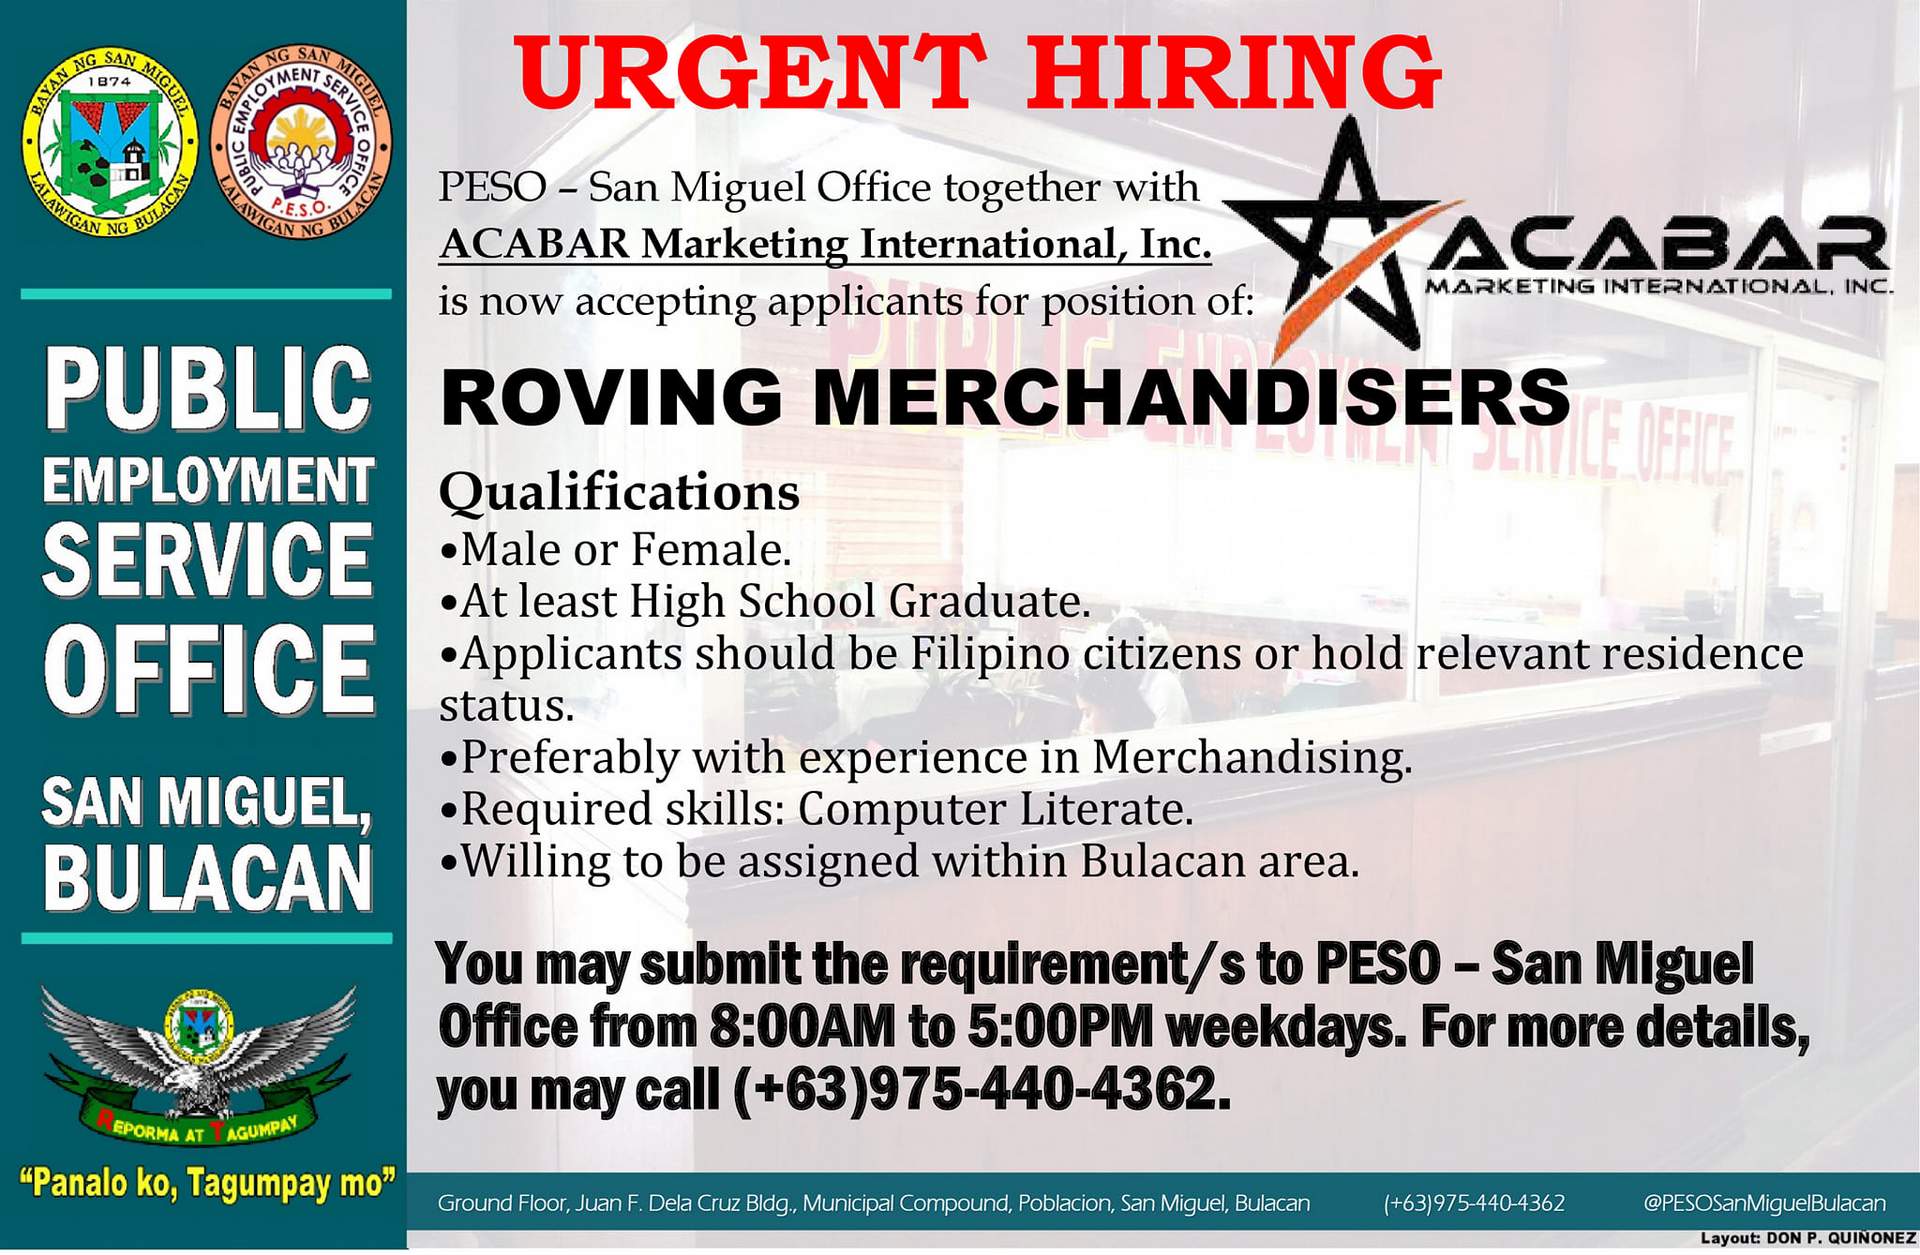 BAYAN NG SAN MIGUEL
1874
LALAWIGAN NG BULACAN
BAYAN NG SAN MIGUEL
PUBLIC EMPLOYMENT SERVICE OFFICE
P.E.S.O.
LALAWIGAN NG BULACAN
PUBLIC
EMPLOYMENT
SERVICE
OFFICE
SAN MIGUEL,
BULACAN
REPORMA AT TAGUMPAY
“Panalo ko, Tagumpay mo”
URGENT HIRING
PESO – San Miguel Office together with
ACABAR Marketing International, Inc.
is now accepting applicants for position of:
ACABAR
MARKETING INTERNATIONAL, INC.
ROVING MERCHANDISERS
PUBLIC EMPLOYMEN SERVICE OFFICE
Qualifications
•Male or Female.
•At least High School Graduate.
•Applicants should be Filipino citizens or hold relevant residence
status.
•Preferably with experience in Merchandising.
•Required skills: Computer Literate.
•Willing to be assigned within Bulacan area.
You may submit the requirement/s to PESO – San Miguel
Office from 8:00AM to 5:00PM weekdays. For more details,
you may call (+63)975-440-4362.
Ground Floor, Juan F. Dela Cruz Bldg., Municipal Compound, Poblacion, San Miguel, Bulacan (+63)975-440-4362 @PESOSanMiguelBulacan
Layout: DON P. QUIÑONEZ